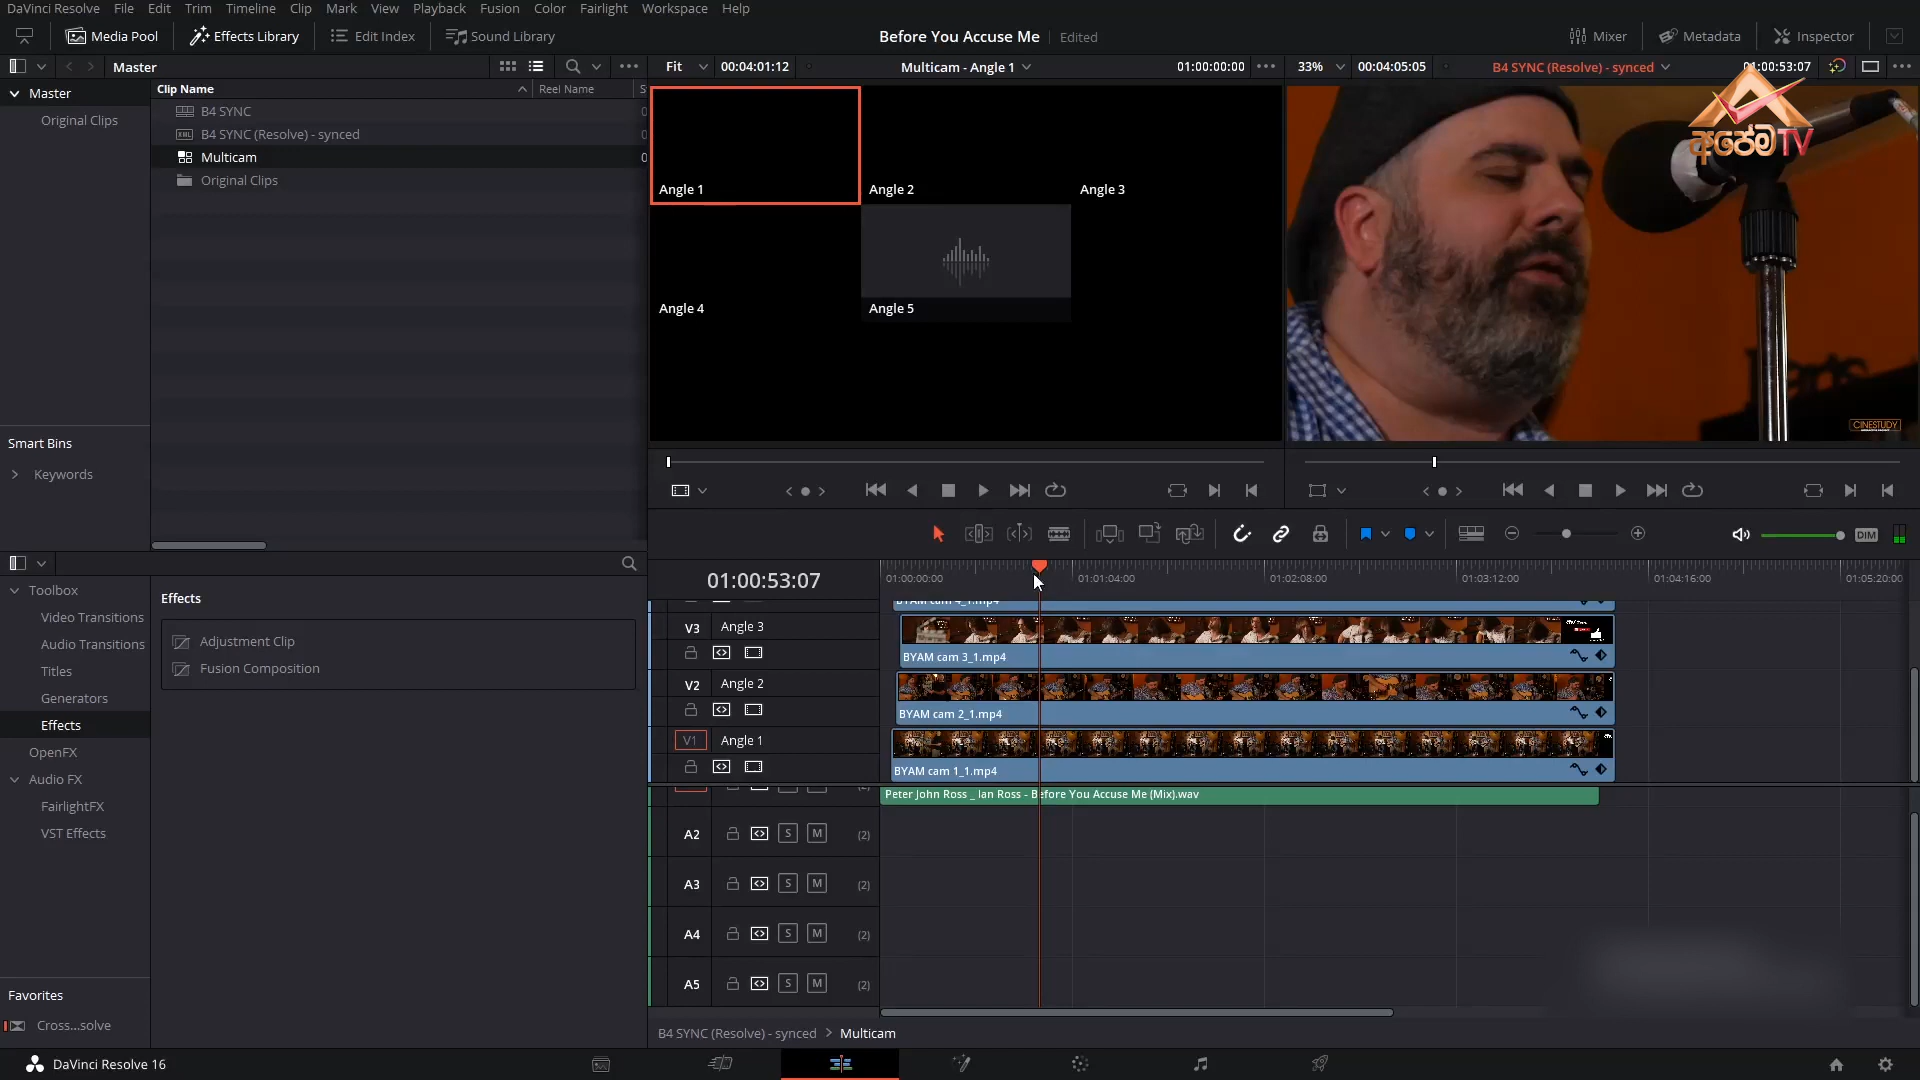 DaVinci Resolve File Edit Trim Timeline Clip Mark View Playback Fusion Color Fairlight Workspace Help
Media Pool Effects Library Edit Index Sound Library Before You Accuse Me Edited Mixer Metadata Inspector
Master Fit 00:04:01:12 Multicam - Angle 1 01:00:00:00 33% 00:04:05:05 B4 SYNC (Resolve) - synced 01:00:53:07
Master
Original Clips
Clip Name Reel Name S
B4 SYNC 0
B4 SYNC (Resolve) - synced 0
Multicam 0
Original Clips
Angle 1 Angle 2 Angle 3
Angle 4 Angle 5
අපේම TV
CINESTUDY
Smart Bins
Keywords
DIM
Toolbox
Video Transitions
Audio Transitions
Titles
Generators
Effects
OpenFX
Audio FX
FairlightFX
VST Effects
Effects
Adjustment Clip
Fusion Composition
Favorites
Cross...solve
01:00:53:07 01:00:00:00 01:01:04:00 01:02:08:00 01:03:12:00 01:04:16:00 01:05:20:00
BYAM cam 4_1.mp4
V3 Angle 3
BYAM cam 3_1.mp4
V2 Angle 2
BYAM cam 2_1.mp4
V1 Angle 1
BYAM cam 1_1.mp4
Peter John Ross _ Ian Ross - Before You Accuse Me (Mix).wav
A2 S M (2)
A3 S M (2)
A4 S M (2)
A5 S M (2)
B4 SYNC (Resolve) - synced > Multicam
DaVinci Resolve 16